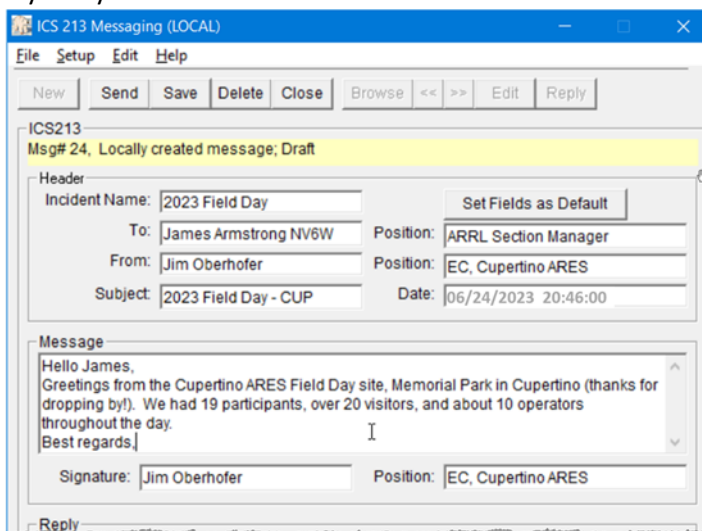 ICS 213 Messaging (LOCAL)
File Setup Edit Help
New Send Save Delete Close Browse << >> Edit Reply
ICS213
Msg# 24, Locally created message; Draft
Header
Incident Name: 2023 Field Day Set Fields as Default
To: James Armstrong NV6W Position: ARRL Section Manager
From: Jim Oberhofer Position: EC, Cupertino ARES
Subject: 2023 Field Day - CUP Date: 06/24/2023 20:46:00
Message
Hello James,
Greetings from the Cupertino ARES Field Day site, Memorial Park in Cupertino (thanks for
dropping by!). We had 19 participants, over 20 visitors, and about 10 operators
throughout the day.
Best regards,
Signature: Jim Oberhofer Position: EC, Cupertino ARES
Reply